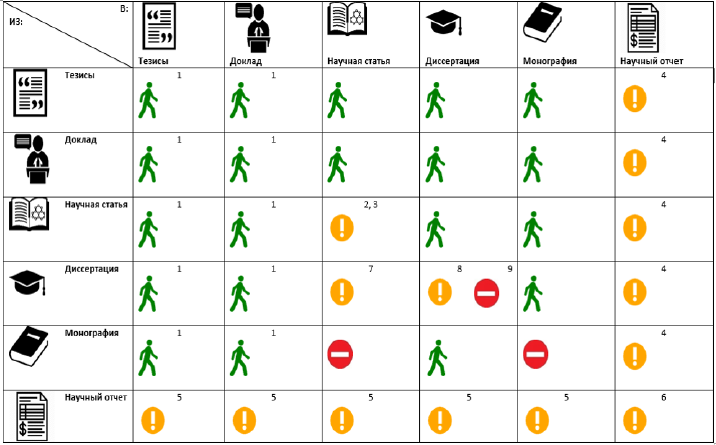 В:
ИЗ:
Тезисы Доклад Научная статья Диссертация Монография Научный отчет
Тезисы 1 1 4
Доклад 1 1 4
Научная статья 1 1 2, 3 4
Диссертация 1 1 7 8 9 4
Монография 1 1 4
Научный отчет 5 5 5 5 5 6